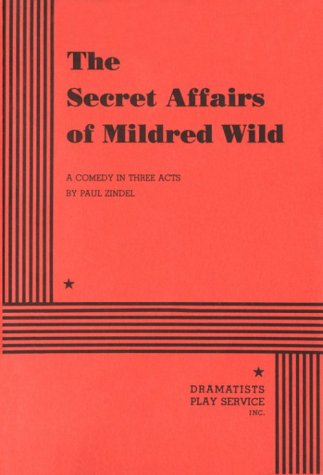 The
Secret Affairs
of Mildred Wild
A COMEDY IN THREE ACTS
BY PAUL ZINDEL
DRAMATISTS
PLAY SERVICE
INC.